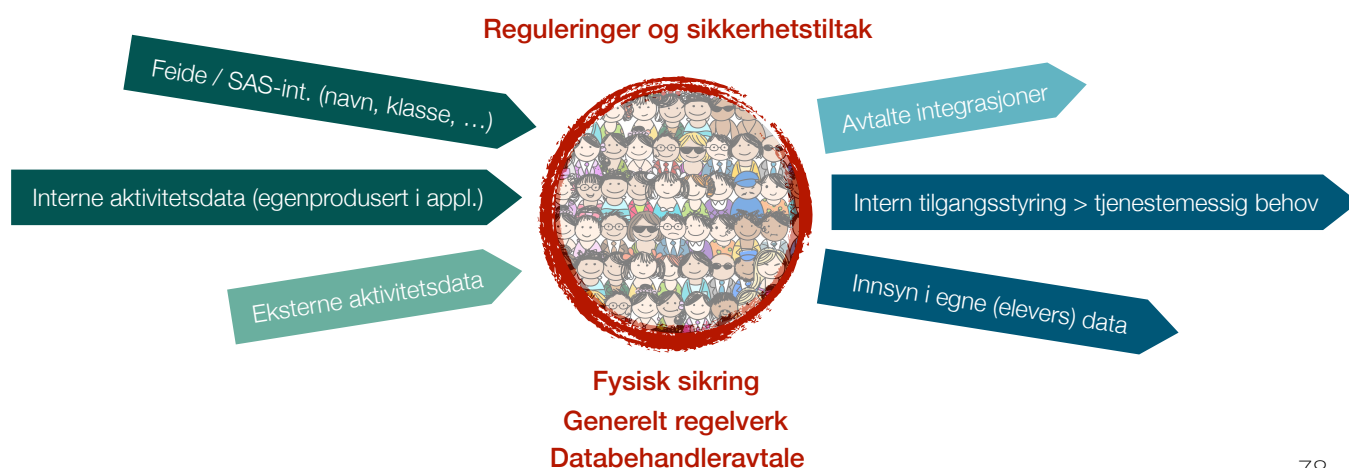 Reguleringer og sikkerhetstiltak
Feide / SAS-int. (navn, klasse, …)
Interne aktivitetsdata (egenprodusert i appl.)
Eksterne aktivitetsdata
Avtalte integrasjoner
Intern tilgangsstyring > tjenestemessig behov
Innsyn i egne (elevers) data
Fysisk sikring
Generelt regelverk
Databehandleravtale